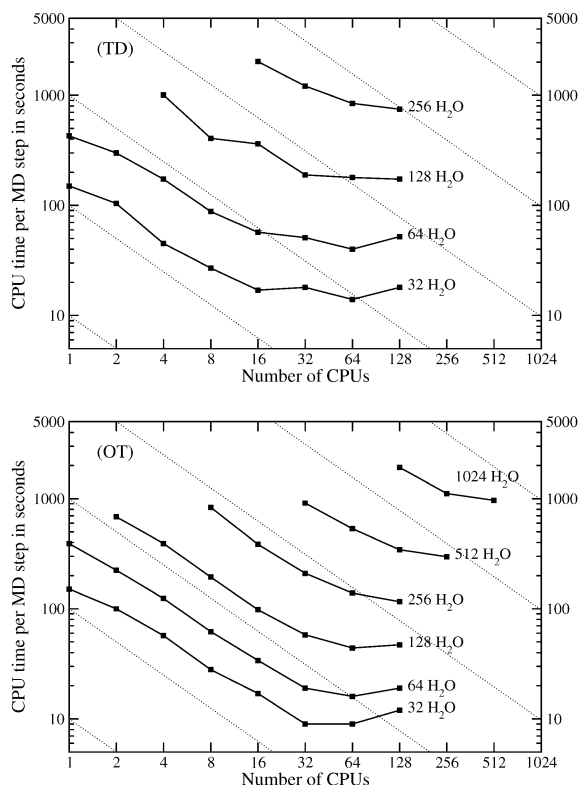 (TD)
CPU time per MD step in seconds
5000
1000
100
10
5000
1000
100
10
256 H₂O
128 H₂O
64 H₂O
32 H₂O
1 2 4 8 16 32 64 128 256 512 1024
Number of CPUs
(OT)
CPU time per MD step in seconds
5000
1000
100
10
5000
1000
100
10
1024 H₂O
512 H₂O
256 H₂O
128 H₂O
64 H₂O
32 H₂O
1 2 4 8 16 32 64 128 256 512 1024
Number of CPUs